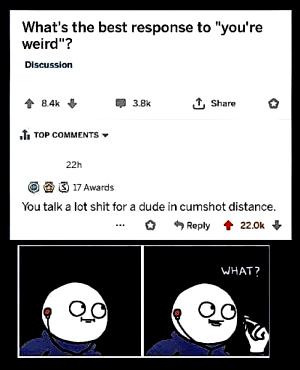 What's the best response to "you're
weird"?
Discussion
8.4k
3.8k
Share
TOP COMMENTS
22h
17 Awards
You talk a lot shit for a dude in cumshot distance.
... Reply 22.0k
WHAT?